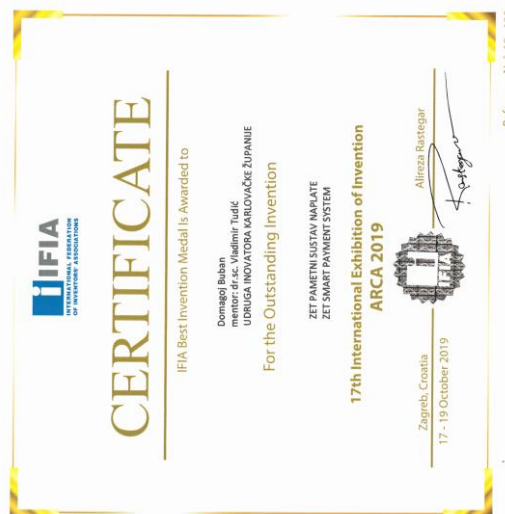 IFIA
INTERNATIONAL FEDERATION
OF INVENTORS' ASSOCIATIONS
CERTIFICATE
IFIA Best Invention Medal Is Awarded to
Domagoj Buban
mentor: dr.sc. Vladimir Tudić
UDRUGA INOVATORA KARLOVAČKE ŽUPANIJE
For the Outstanding Invention
ZET PAMETNI SUSTAV NAPLATE
ZET SMART PAYMENT SYSTEM
17th International Exhibition of Invention
ARCA 2019
Zagreb, Croatia
17 - 19 October 2019
Alireza Rastegar